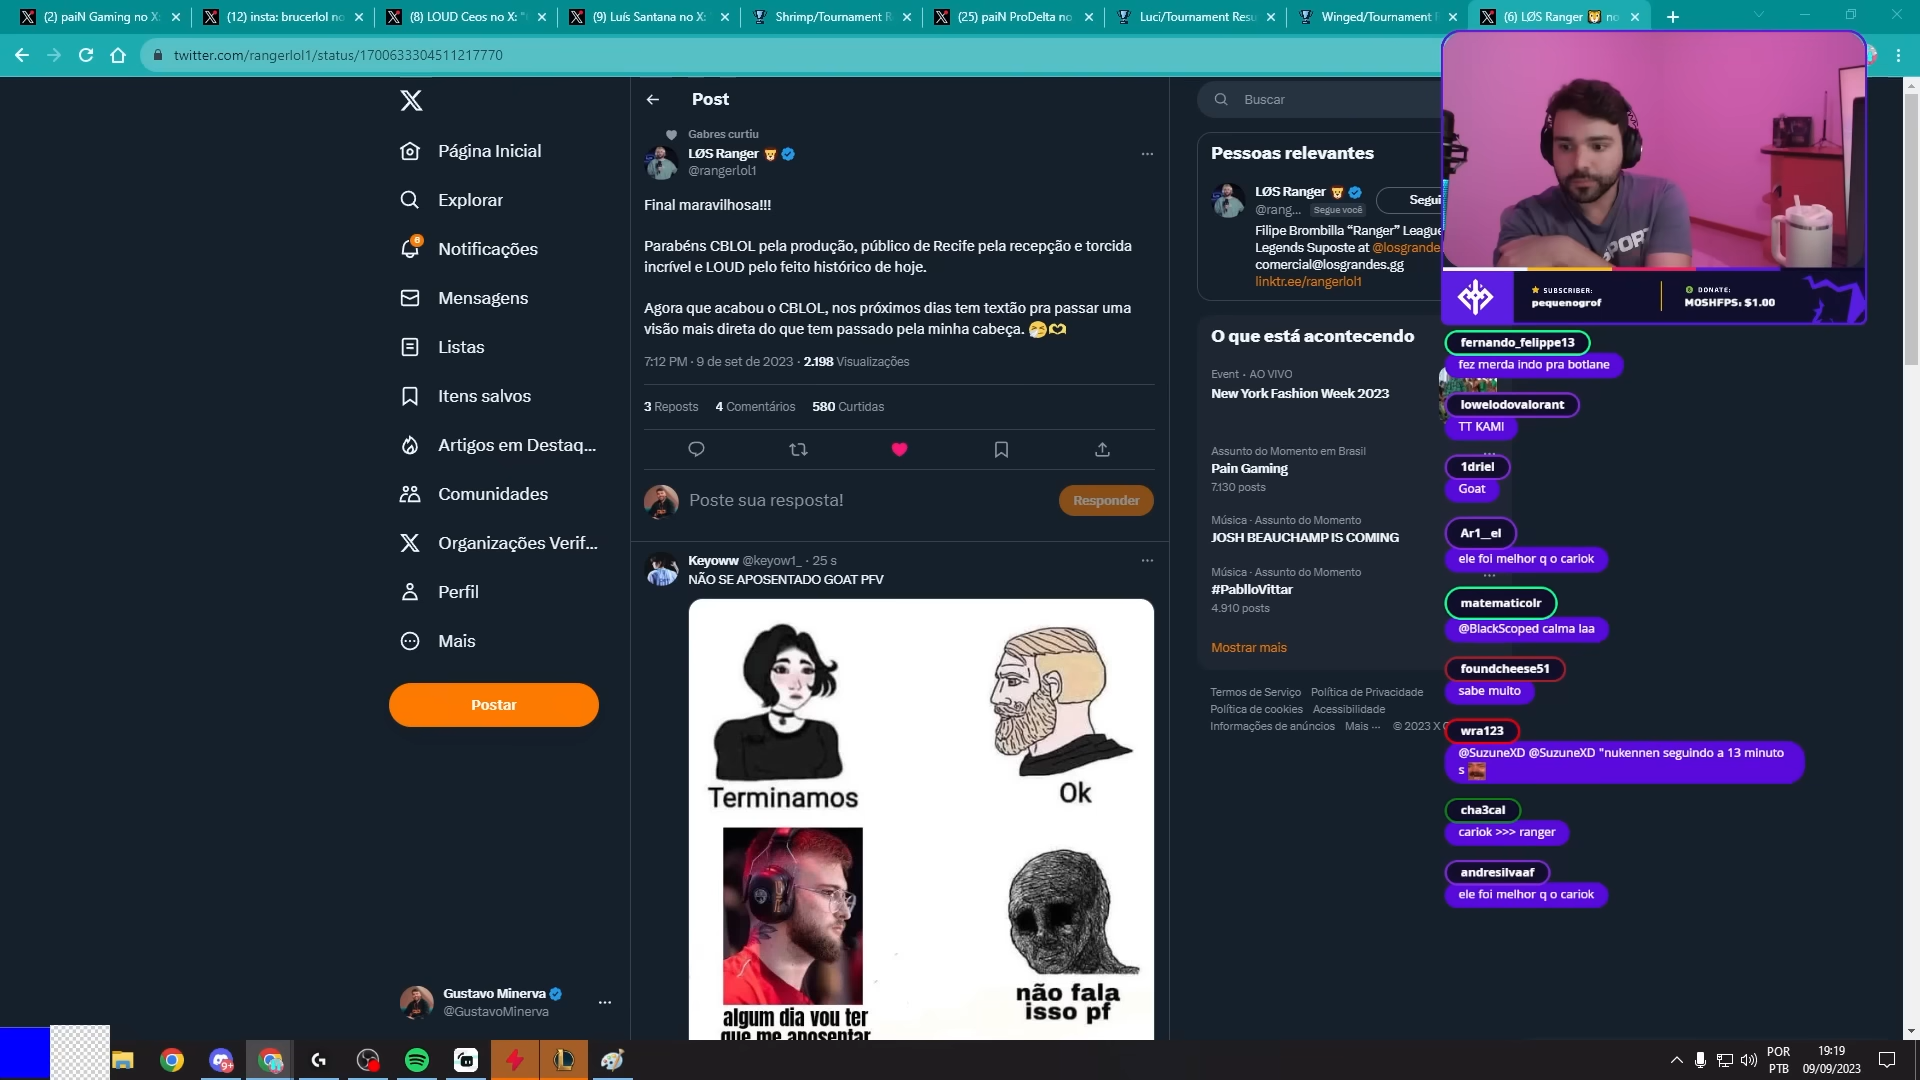 (2) paiN Gaming no X:
(12) insta: brucerlol no
(8) LOUD Ceos no X: "
(9) Luís Santana no X:
Shrimp/Tournament R
(25) paiN ProDelta no
Luci/Tournament Resu
Winged/Tournament
(6) LØS Ranger 🦁 no
twitter.com/rangerlol1/status/1700633304511217770
Página Inicial
Explorar
6
Notificações
Mensagens
Listas
Itens salvos
Artigos em Destaq...
Comunidades
Organizações Verif...
Perfil
Mais
Postar
Gustavo Minerva
@GustavoMinerva
Post
Gabres curtiu
LØS Ranger 🦁
@rangerlol1
Final maravilhosa!!!
Parabéns CBLOL pela produção, público de Recife pela recepção e torcida
incrível e LOUD pelo feito histórico de hoje.
Agora que acabou o CBLOL, nos próximos dias tem textão pra passar uma
visão mais direta do que tem passado pela minha cabeça. 😤🫶
7:12 PM · 9 de set de 2023 · 2.198 Visualizações
3 Reposts 4 Comentários 580 Curtidas
Poste sua resposta!
Responder
Keyoww @keyow1_ · 25 s
NÃO SE APOSENTADO GOAT PFV
Terminamos
Ok
algum dia vou ter
que me aposentar
não fala
isso pf
Buscar
Pessoas relevantes
LØS Ranger 🦁
@rang... Segue você
Segui
Filipe Brombilla “Ranger” League
Legends Suposte at @losgrande
comercial@losgrandes.gg
linktr.ee/rangerlol1
O que está acontecendo
Event · AO VIVO
New York Fashion Week 2023
Assunto do Momento em Brasil
Pain Gaming
7.130 posts
Música · Assunto do Momento
JOSH BEAUCHAMP IS COMING
Música · Assunto do Momento
#PablloVittar
4.910 posts
Mostrar mais
Termos de Serviço Política de Privacidade
Política de cookies Acessibilidade
Informações de anúncios Mais ··· © 2023 X
SUBSCRIBER:
pequenogrof
DONATE:
MOSHFPS: $1.00
fernando_felippe13
fez merda indo pra botlane
lowelodovalorant
TT KAMI
1driel
Goat
Ar1__el
ele foi melhor q o cariok
matematicolr
@BlackScoped calma laa
foundcheese51
sabe muito
wra123
@SuzuneXD @SuzuneXD "nukennen seguindo a 13 minuto
s
cha3cal
cariok >>> ranger
andresilvaaf
ele foi melhor q o cariok
9+
POR
PTB
19:19
09/09/2023